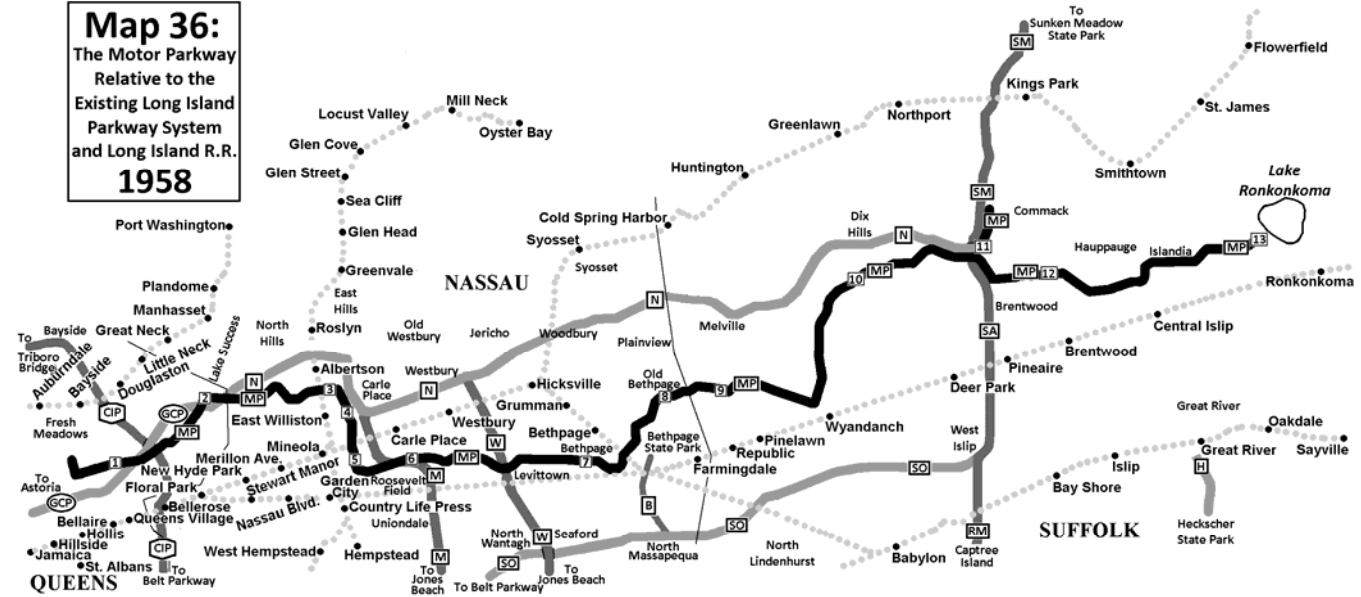 Map 36:
The Motor Parkway
Relative to the
Existing Long Island
Parkway System
and Long Island R.R.
1958
To
Sunken Meadow
State Park
SM
Flowerfield
Kings Park
St. James
Mill Neck
Locust Valley
Oyster Bay
Northport
Greenlawn
Glen Cove
Glen Street
Huntington
Smithtown
Lake
Ronkonkoma
Sea Cliff
SM
MP
Commack
Port Washington
Glen Head
Cold Spring Harbor
Syosset
Syosset
Dix
Hills
N
11
Hauppauge
Islandia
MP
13
Greenvale
NASSAU
10
MP
MP
12
Ronkonkoma
Plandome
Manhasset
East
Hills
N
Brentwood
Great Neck
Lake Success
North
Hills
Roslyn
Old
Westbury
Jericho
Woodbury
Melville
SA
Central Islip
To
Triboro
Bridge
Bayside
Little Neck
Douglaston
Bayside
Auburndale
Plainview
Brentwood
Pineaire
Albertson
Carle
Place
Westbury
N
N
Hicksville
Old
Bethpage
8
9
MP
Deer Park
CIP
GCP
2
MP
3
4
East Williston
Westbury
Grumman
Wyandanch
Great River
Oakdale
Fresh
Meadows
MP
Mineola
Carle Place
W
Bethpage
Bethpage
State Park
Pinelawn
Republic
West
Islip
Great River
Sayville
1
New Hyde Park
Merillon Ave.
Stewart Manor
5
6
MP
Levittown
Bethpage
7
Farmingdale
SO
Islip
H
To
Astoria
GCP
Floral Park
Garden
City
Roosevelt
Field
M
Bay Shore
Bellerose
Queens Village
Nassau Blvd.
Country Life Press
Uniondale
B
SO
Bellaire
Hollis
Hillside
Jamaica
St. Albans
CIP
West Hempstead
Hempstead
M
North
Wantagh
W
Seaford
North
Massapequa
North
Lindenhurst
Babylon
RM
Captree
Island
SUFFOLK
Heckscher
State Park
QUEENS
To
Belt Parkway
To
Jones
Beach
SO
To Belt Parkway
To
Jones Beach